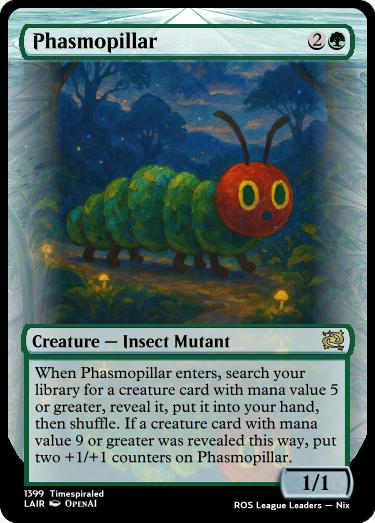 Phasmopillar 2
Creature — Insect Mutant
When Phasmopillar enters, search your
library for a creature card with mana value 5
or greater, reveal it, put it into your hand,
then shuffle. If a creature card with mana
value 9 or greater was revealed this way, put
two +1/+1 counters on Phasmopillar.
1/1
1399 Timespiraled
LAIR OpenAI
ROS League Leaders — Nix